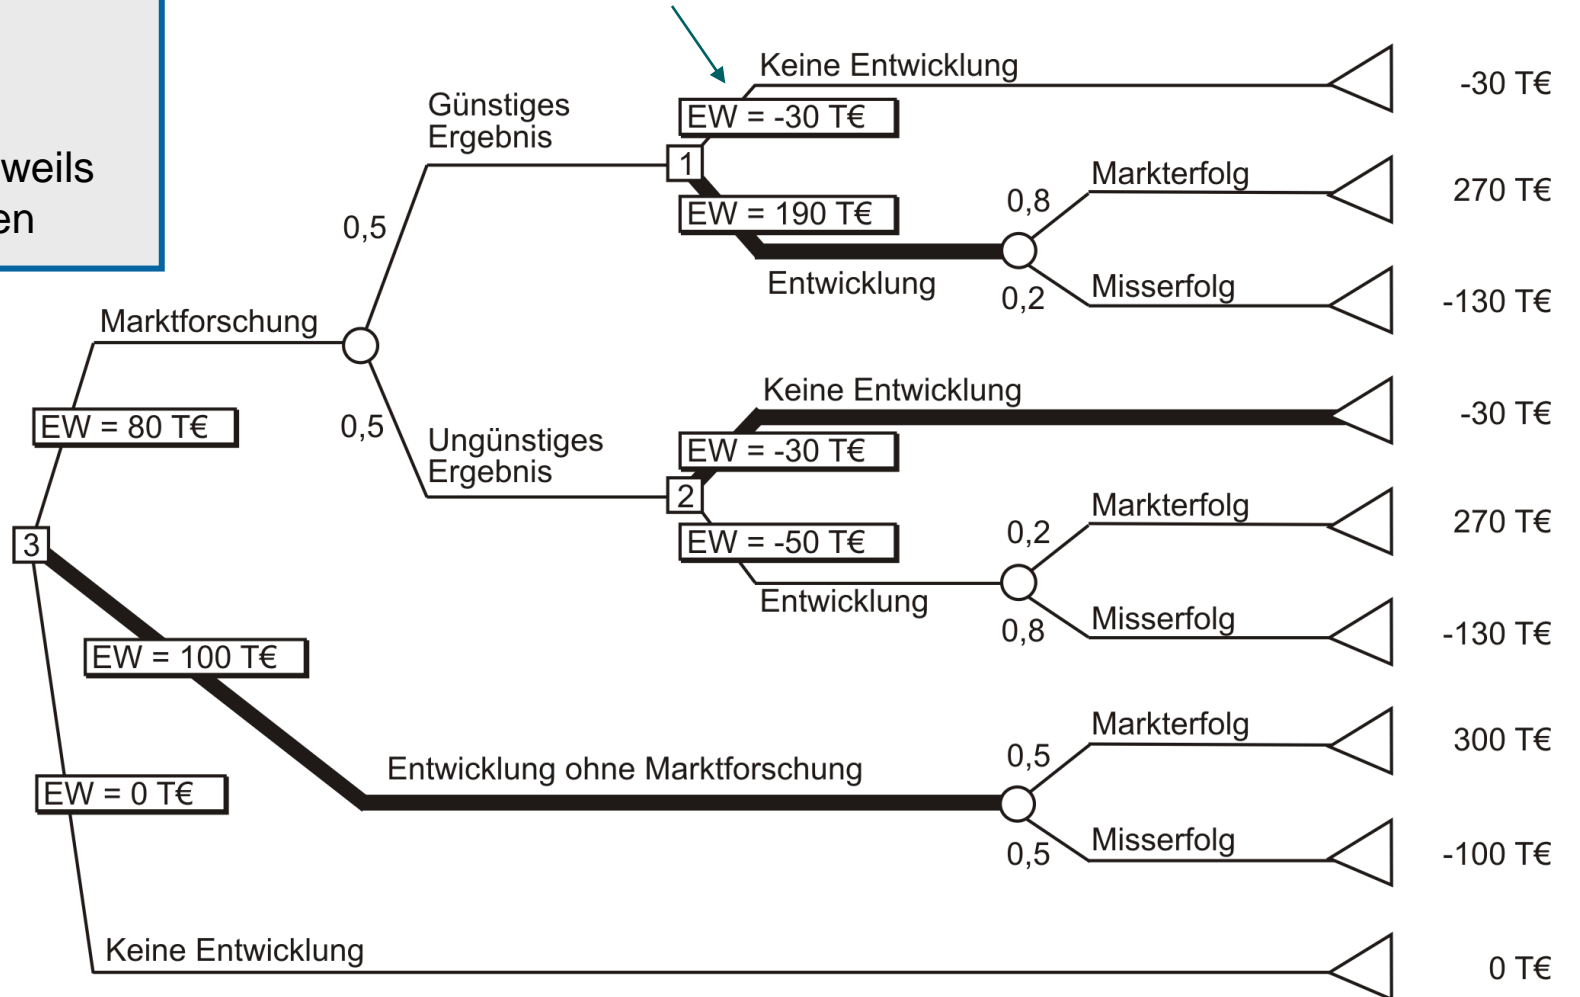 weils
en
Keine Entwicklung
-30 T€
Günstiges
Ergebnis
EW = -30 T€
1
Markterfolg
270 T€
0,8
EW = 190 T€
0,5
Entwicklung
0,2
Misserfolg
-130 T€
Marktforschung
Keine Entwicklung
-30 T€
EW = 80 T€
0,5
Ungünstiges
Ergebnis
EW = -30 T€
2
Markterfolg
270 T€
0,2
EW = -50 T€
3
Entwicklung
0,8
Misserfolg
-130 T€
EW = 100 T€
Markterfolg
300 T€
0,5
Entwicklung ohne Marktforschung
EW = 0 T€
0,5
Misserfolg
-100 T€
Keine Entwicklung
0 T€